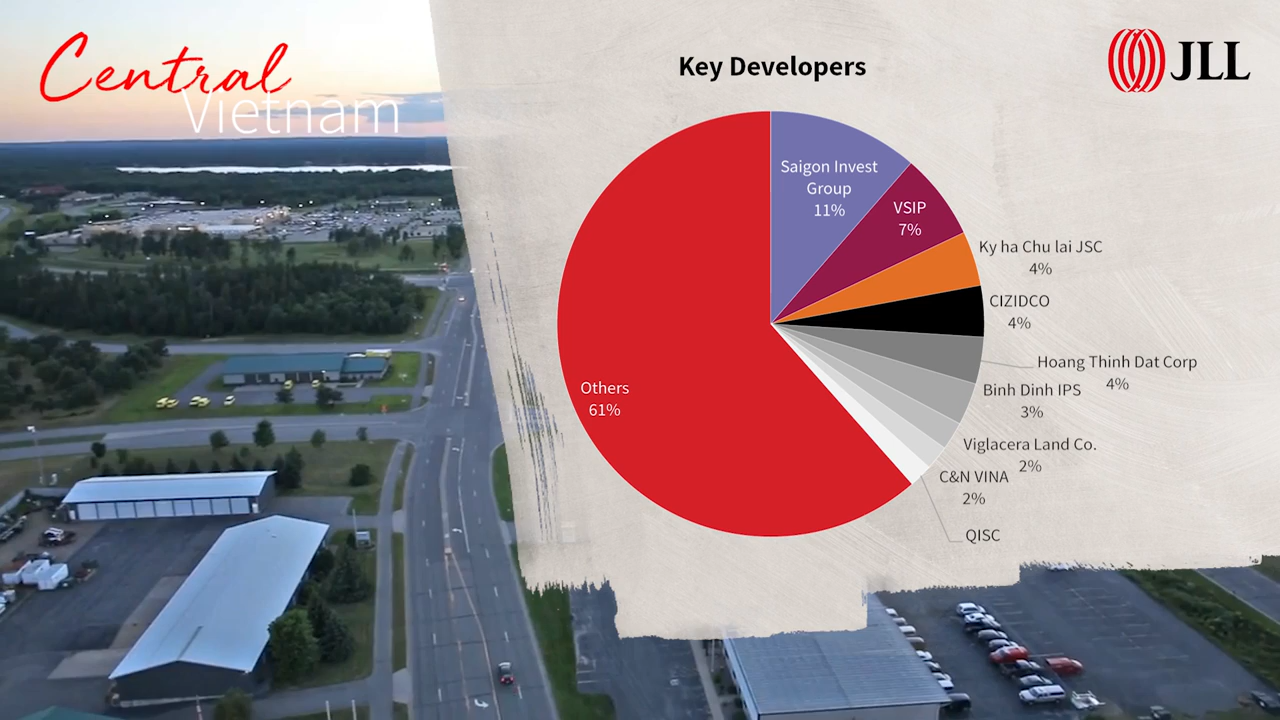 Central
Vietnam
Key Developers
JLL
Saigon Invest
Group
11%
VSIP
7%
Ky ha Chu lai JSC
4%
CIZIDCO
4%
Hoang Thinh Dat Corp
4%
Binh Dinh IPS
3%
Viglacera Land Co.
2%
C&N VINA
2%
QISC
Others
61%